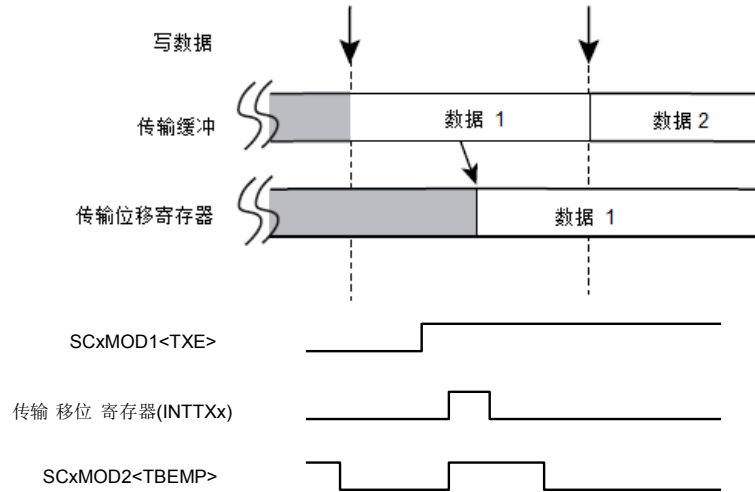 写数据
传输缓冲
数据 1
数据 2
传输位移寄存器
数据 1
SCxMOD1<TXE>
传输 移位 寄存器(INTTXx)
SCxMOD2<TBEMP>